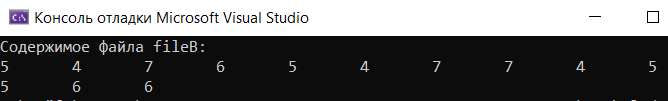 Консоль отладки Microsoft Visual Studio
Содержимое файла fileB:
5 4 7 6 5 4 7 7 4 5
5 6 6